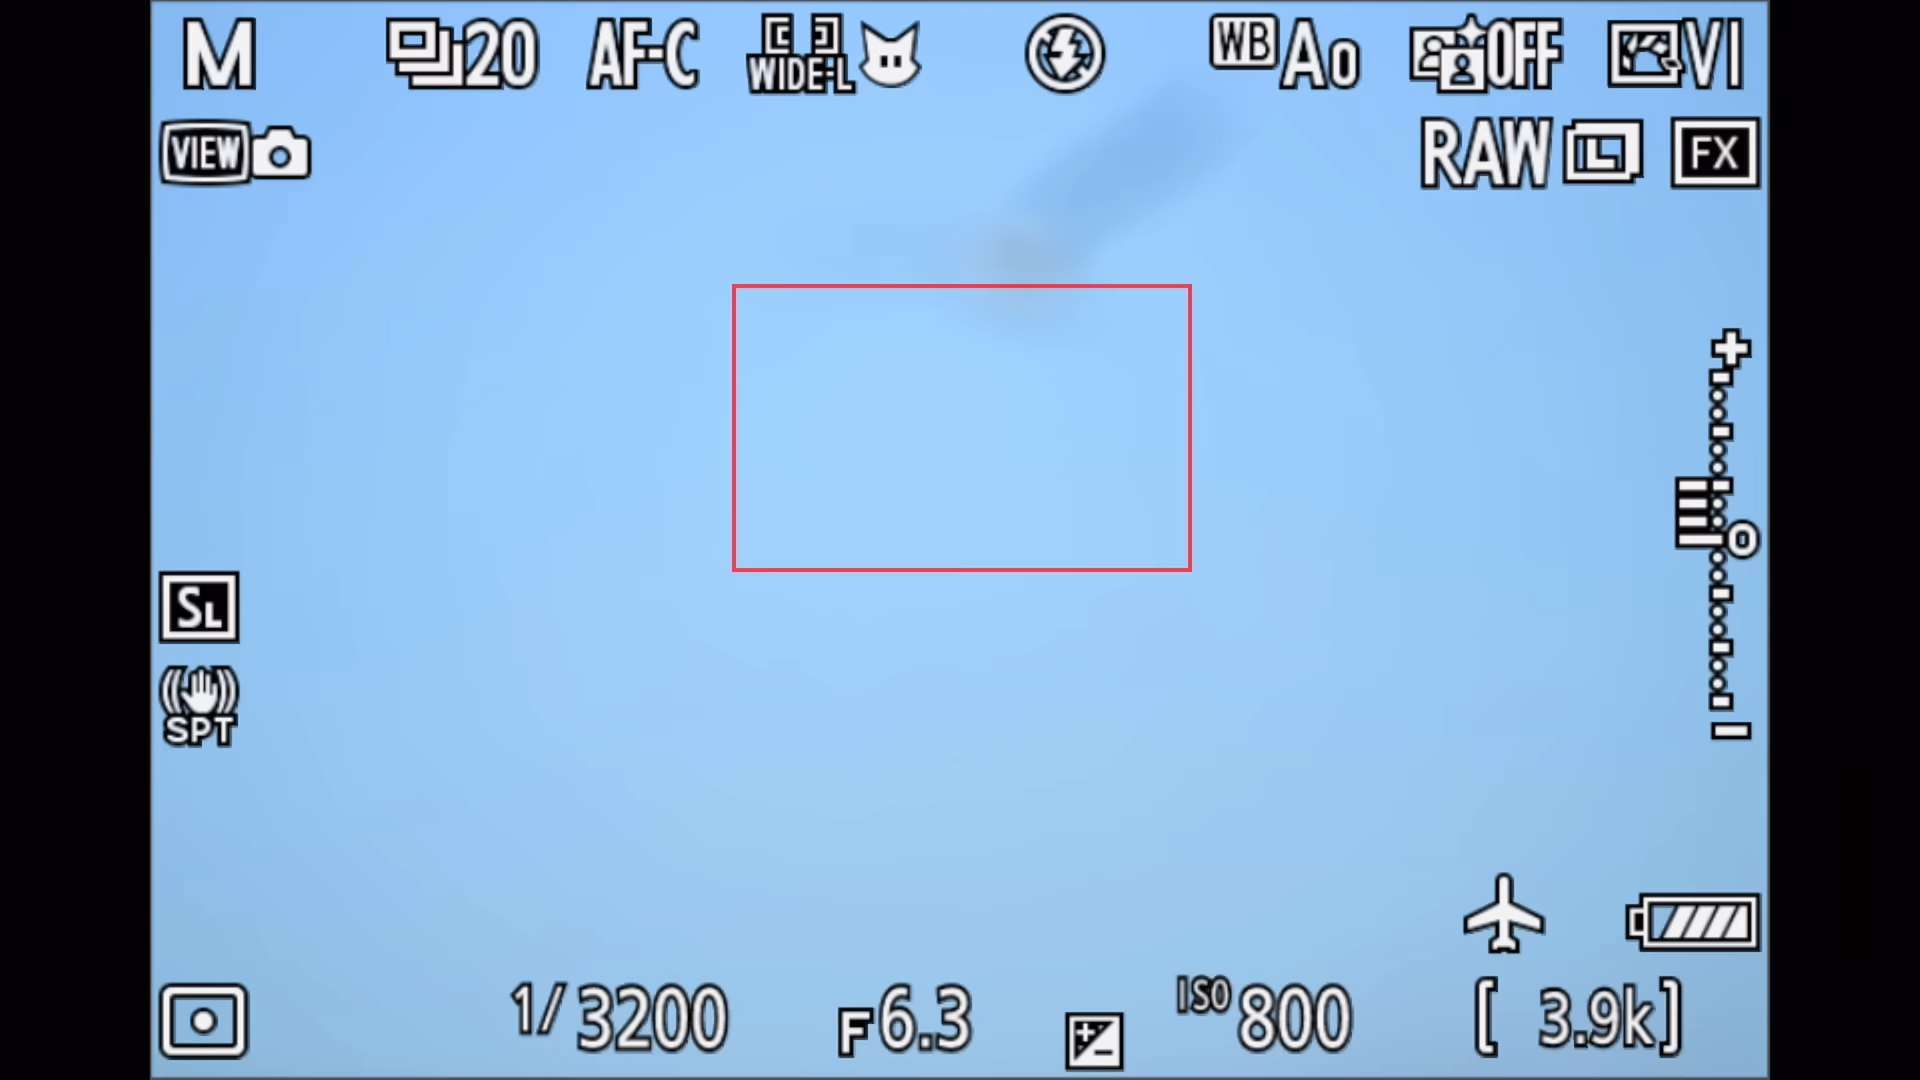 M 20 AF-C WIDE-L WB A0 OFF VI
VIEW RAW L FX
+
0
SL
SPT
−
1/3200 F6.3 ISO 800 [ 3.9k]